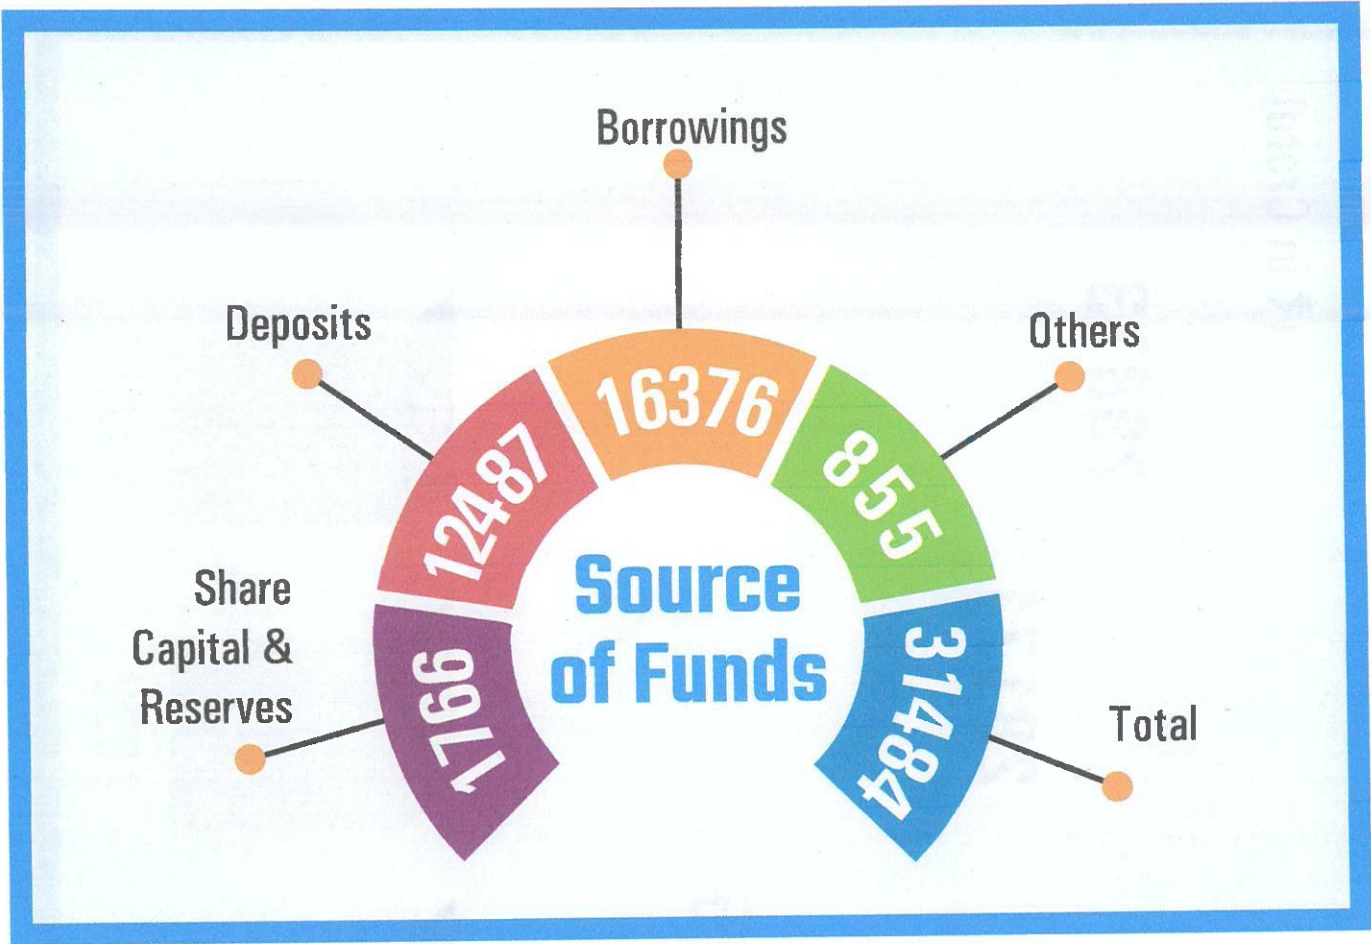 Borrowings
Deposits
Others
16376
12487
855
Share
Capital &
Reserves
Source
of Funds
1766
31484
Total